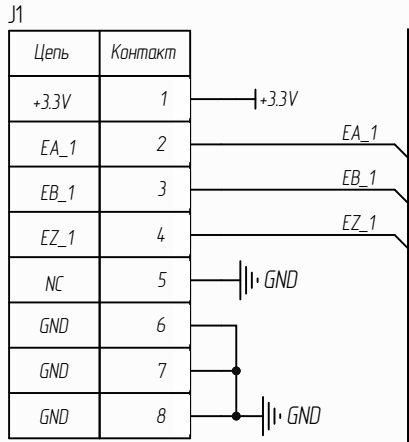 J1
Цепь Контакт
+3.3V 1 +3.3V
EA_1 2 EA_1
EB_1 3 EB_1
EZ_1 4 EZ_1
NC 5 GND
GND 6
GND 7
GND 8 GND